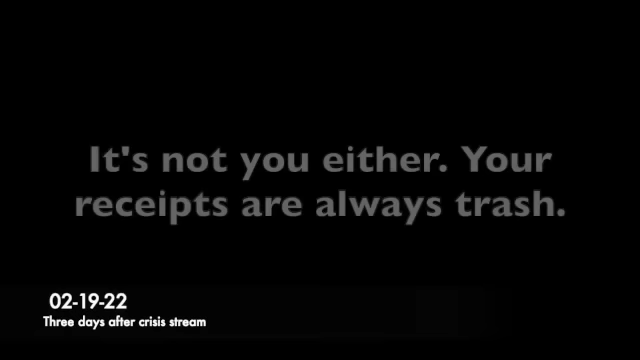 It's not you either. Your
receipts are always trash.
02-19-22
Three days after crisis stream